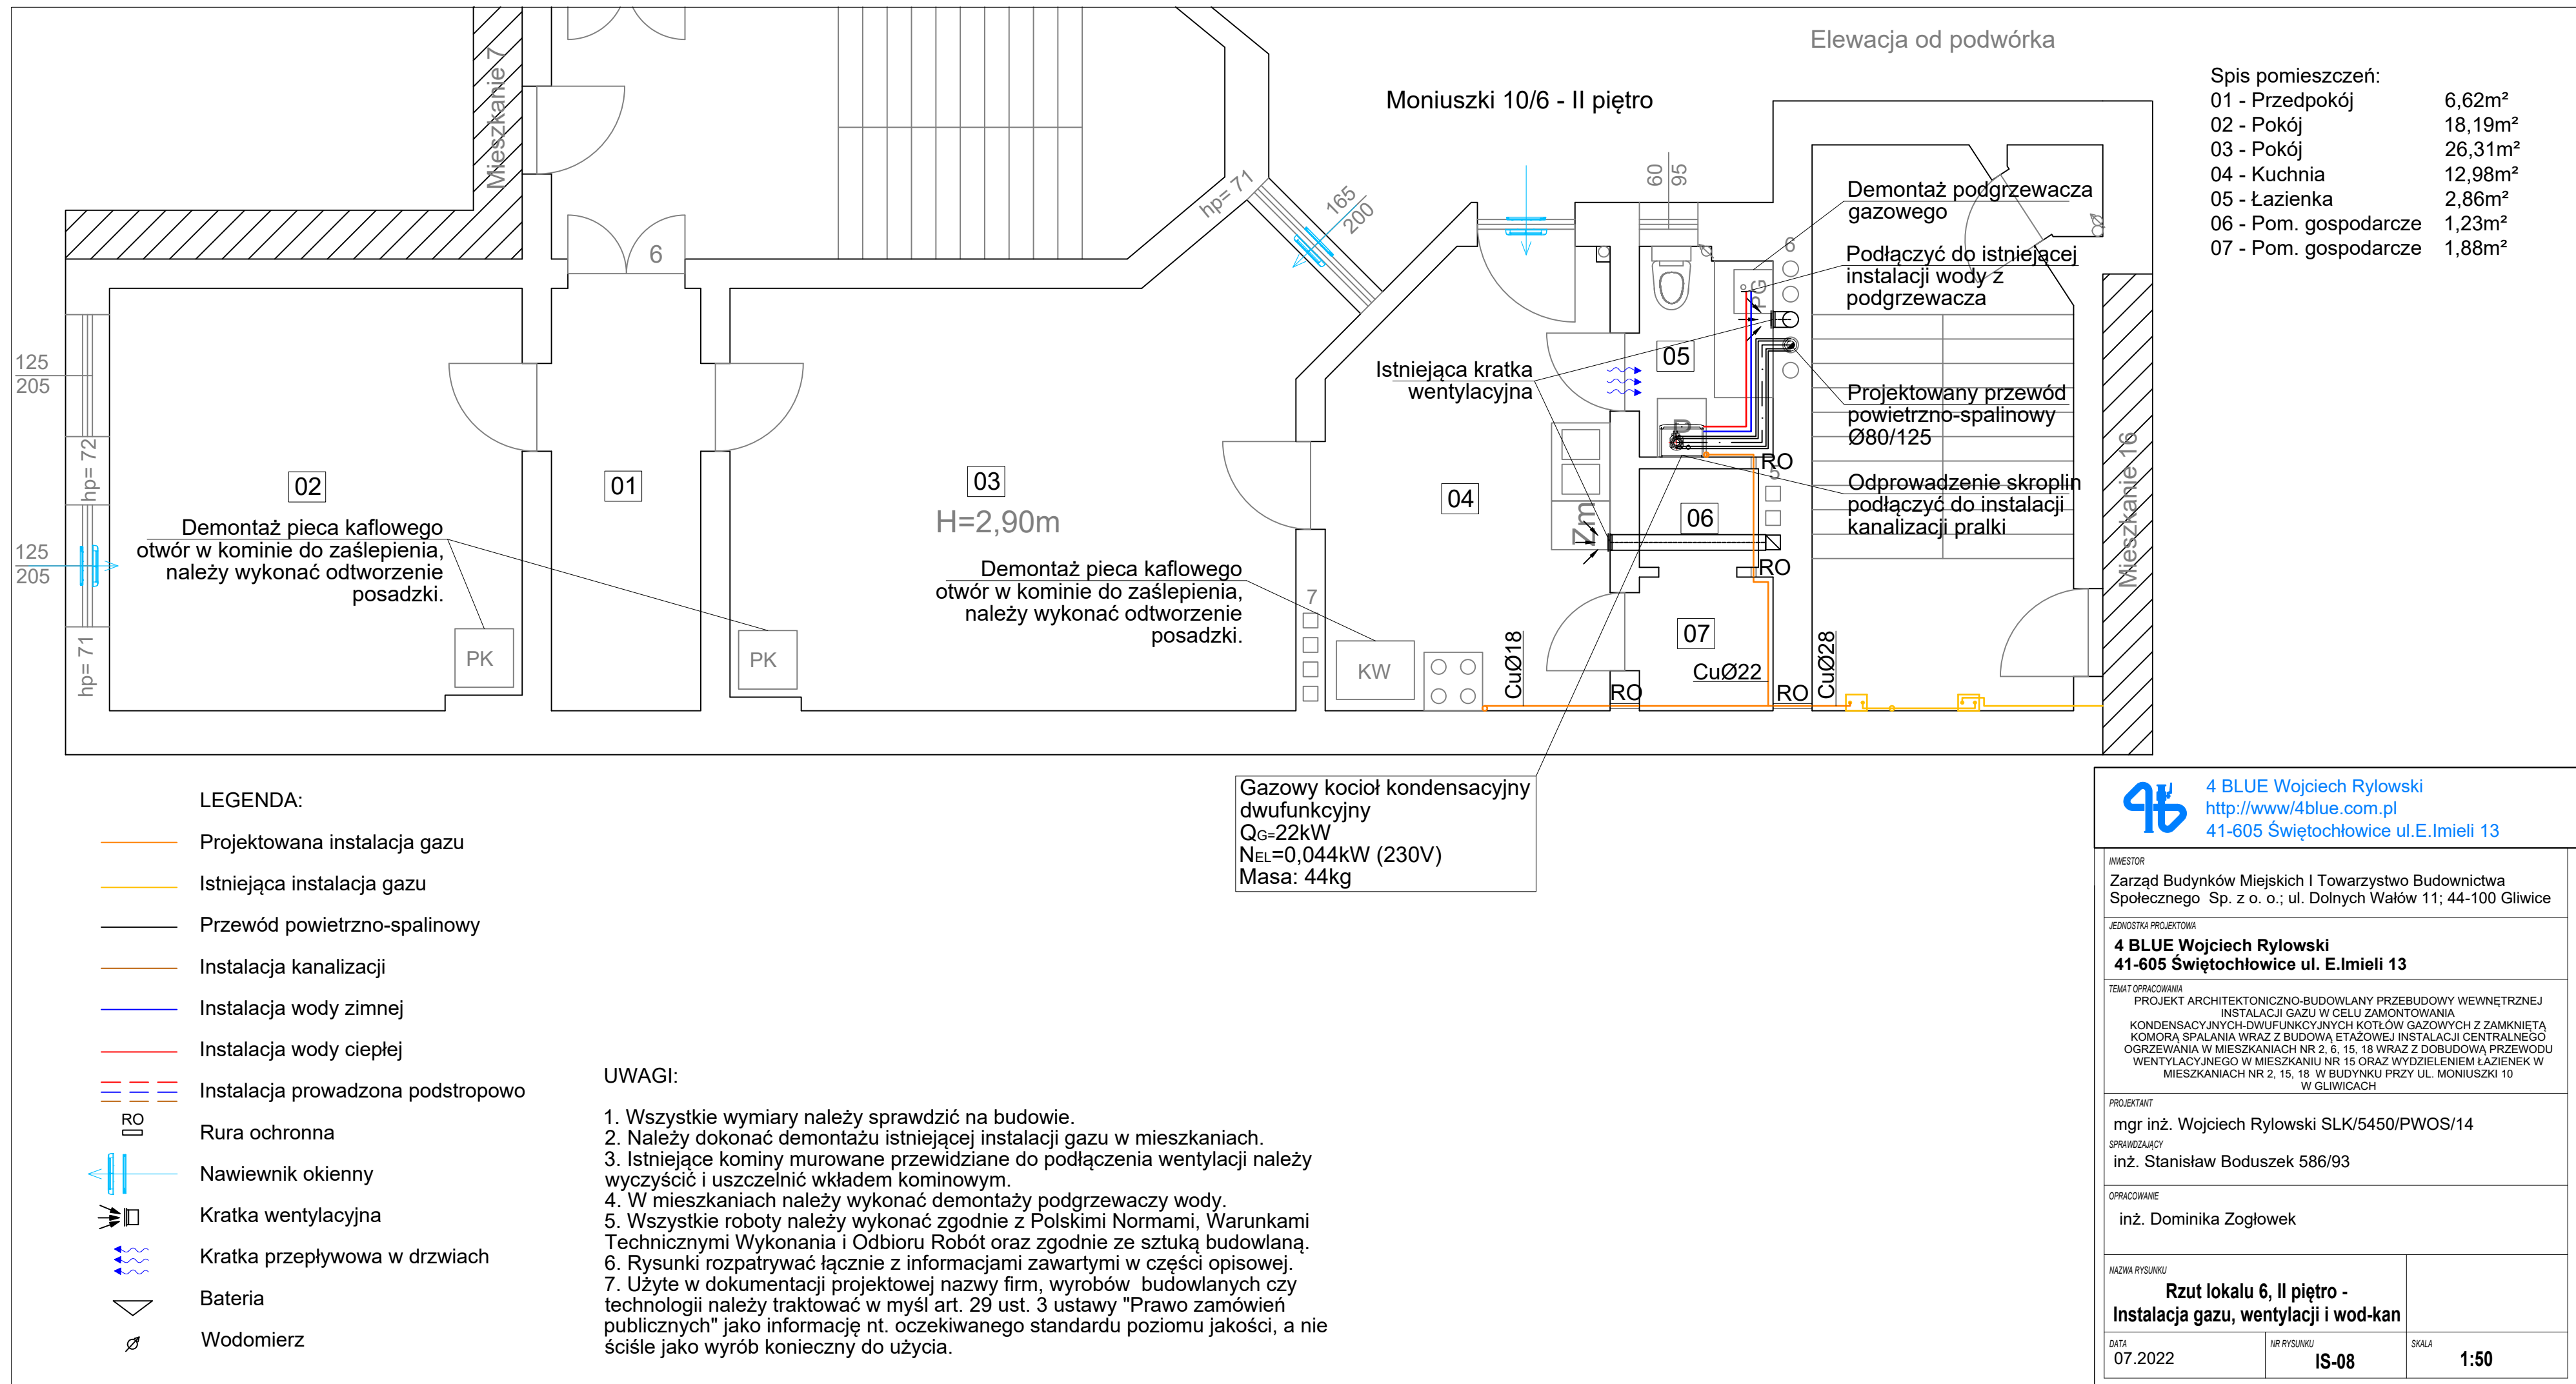 Elewacja od podwórka
Moniuszki 10/6 - II piętro
Spis pomieszczeń:
01 - Przedpokój 6,62m²
02 - Pokój 18,19m²
03 - Pokój 26,31m²
04 - Kuchnia 12,98m²
05 - Łazienka 2,86m²
06 - Pom. gospodarcze 1,23m²
07 - Pom. gospodarcze 1,88m²
Mieszkanie 7
6
hp= 71
165
200
60
95
6
Demontaż podgrzewacza
gazowego
Podłączyć do istniejącej
instalacji wody z
podgrzewacza
PG
Istniejąca kratka
wentylacyjna
05
Projektowany przewód
powietrzno-spalinowy
Ø80/125
P
RO
5
Odprowadzenie skroplin
podłączyć do instalacji
kanalizacji pralki
Mieszkanie 16
125
205
hp= 72
125
205
hp= 71
02
01
03
H=2,90m
04
06
Zm
RO
07
Demontaż pieca kaflowego
otwór w kominie do zaślepienia,
należy wykonać odtworzenie
posadzki.
Demontaż pieca kaflowego
otwór w kominie do zaślepienia,
należy wykonać odtworzenie
posadzki.
7
PK
PK
KW
CuØ18
CuØ22
CuØ28
RO
RO
Gazowy kocioł kondensacyjny
dwufunkcyjny
QG=22kW
NEL=0,044kW (230V)
Masa: 44kg
LEGENDA:
Projektowana instalacja gazu
Istniejąca instalacja gazu
Przewód powietrzno-spalinowy
Instalacja kanalizacji
Instalacja wody zimnej
Instalacja wody ciepłej
Instalacja prowadzona podstropowo
RO
Rura ochronna
Nawiewnik okienny
Kratka wentylacyjna
Kratka przepływowa w drzwiach
Bateria
Wodomierz
UWAGI:
1. Wszystkie wymiary należy sprawdzić na budowie.
2. Należy dokonać demontażu istniejącej instalacji gazu w mieszkaniach.
3. Istniejące kominy murowane przewidziane do podłączenia wentylacji należy
wyczyścić i uszczelnić wkładem kominowym.
4. W mieszkaniach należy wykonać demontaży podgrzewaczy wody.
5. Wszystkie roboty należy wykonać zgodnie z Polskimi Normami, Warunkami
Technicznymi Wykonania i Odbioru Robót oraz zgodnie ze sztuką budowlaną.
6. Rysunki rozpatrywać łącznie z informacjami zawartymi w części opisowej.
7. Użyte w dokumentacji projektowej nazwy firm, wyrobów budowlanych czy
technologii należy traktować w myśl art. 29 ust. 3 ustawy "Prawo zamówień
publicznych" jako informację nt. oczekiwanego standardu poziomu jakości, a nie
ściśle jako wyrób konieczny do użycia.
4b
4 BLUE Wojciech Rylowski
http://www/4blue.com.pl
41-605 Świętochłowice ul.E.Imieli 13
INWESTOR
Zarząd Budynków Miejskich I Towarzystwo Budownictwa
Społecznego Sp. z o. o.; ul. Dolnych Wałów 11; 44-100 Gliwice
JEDNOSTKA PROJEKTOWA
4 BLUE Wojciech Rylowski
41-605 Świętochłowice ul. E.Imieli 13
TEMAT OPRACOWANIA
PROJEKT ARCHITEKTONICZNO-BUDOWLANY PRZEBUDOWY WEWNĘTRZNEJ
INSTALACJI GAZU W CELU ZAMONTOWANIA
KONDENSACYJNYCH-DWUFUNKCYJNYCH KOTŁÓW GAZOWYCH Z ZAMKNIĘTĄ
KOMORĄ SPALANIA WRAZ Z BUDOWĄ ETAŻOWEJ INSTALACJI CENTRALNEGO
OGRZEWANIA W MIESZKANIACH NR 2, 6, 15, 18 WRAZ Z DOBUDOWĄ PRZEWODU
WENTYLACYJNEGO W MIESZKANIU NR 15 ORAZ WYDZIELENIEM ŁAZIENEK W
MIESZKANIACH NR 2, 15, 18 W BUDYNKU PRZY UL. MONIUSZKI 10
W GLIWICACH
PROJEKTANT
mgr inż. Wojciech Rylowski SLK/5450/PWOS/14
SPRAWDZAJĄCY
inż. Stanisław Boduszek 586/93
OPRACOWANIE
inż. Dominika Zogłowek
NAZWA RYSUNKU
Rzut lokalu 6, II piętro -
Instalacja gazu, wentylacji i wod-kan
DATA
07.2022
NR RYSUNKU
IS-08
SKALA
1:50